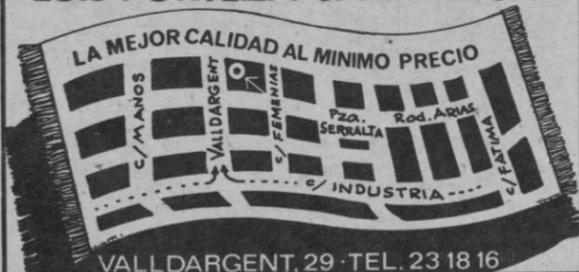 LA MEJOR CALIDAD AL MINIMO PRECIO
C/MANOS
VALLDARGENT
C/FEMENIAS
Pza. SERRALTA
Rod. ARIAS
C/FATIMA
C/ INDUSTRIA
VALLDARGENT, 29 · TEL. 23 18 16